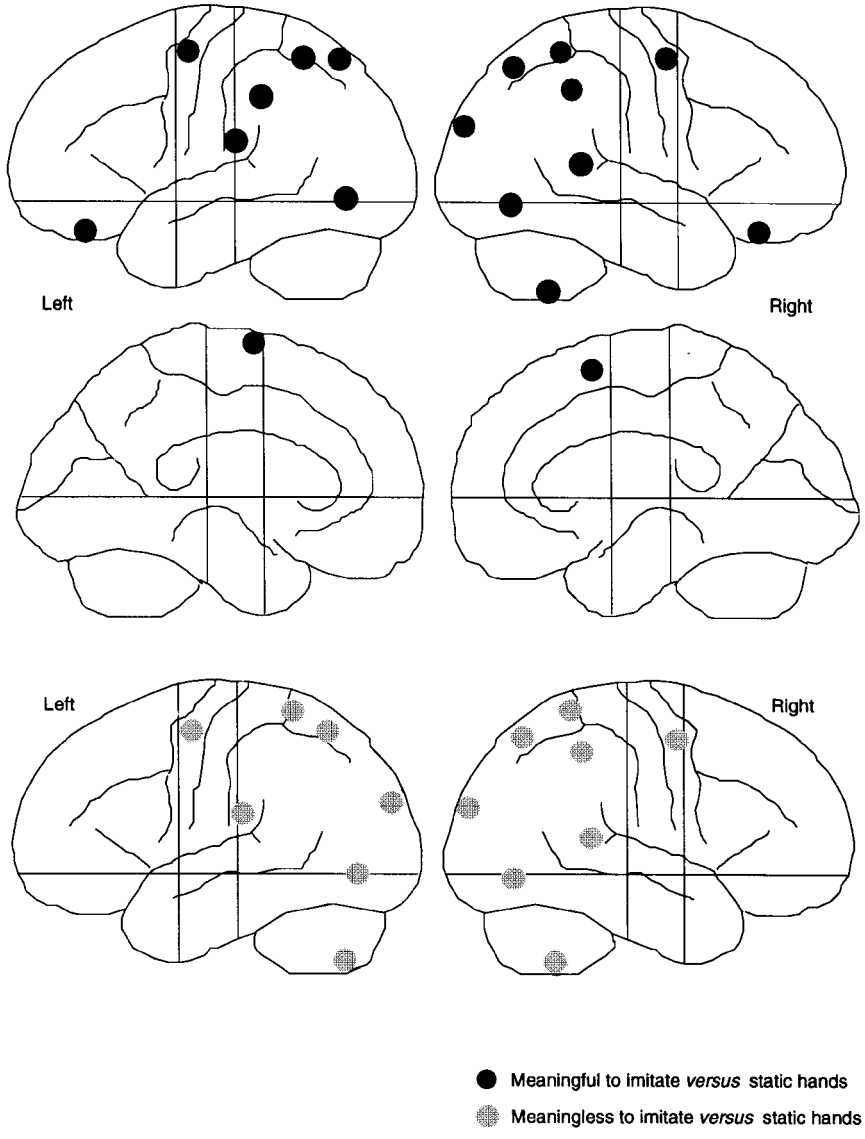 Left
Right
Left
Right
Meaningful to imitate versus static hands
Meaningless to imitate versus static hands